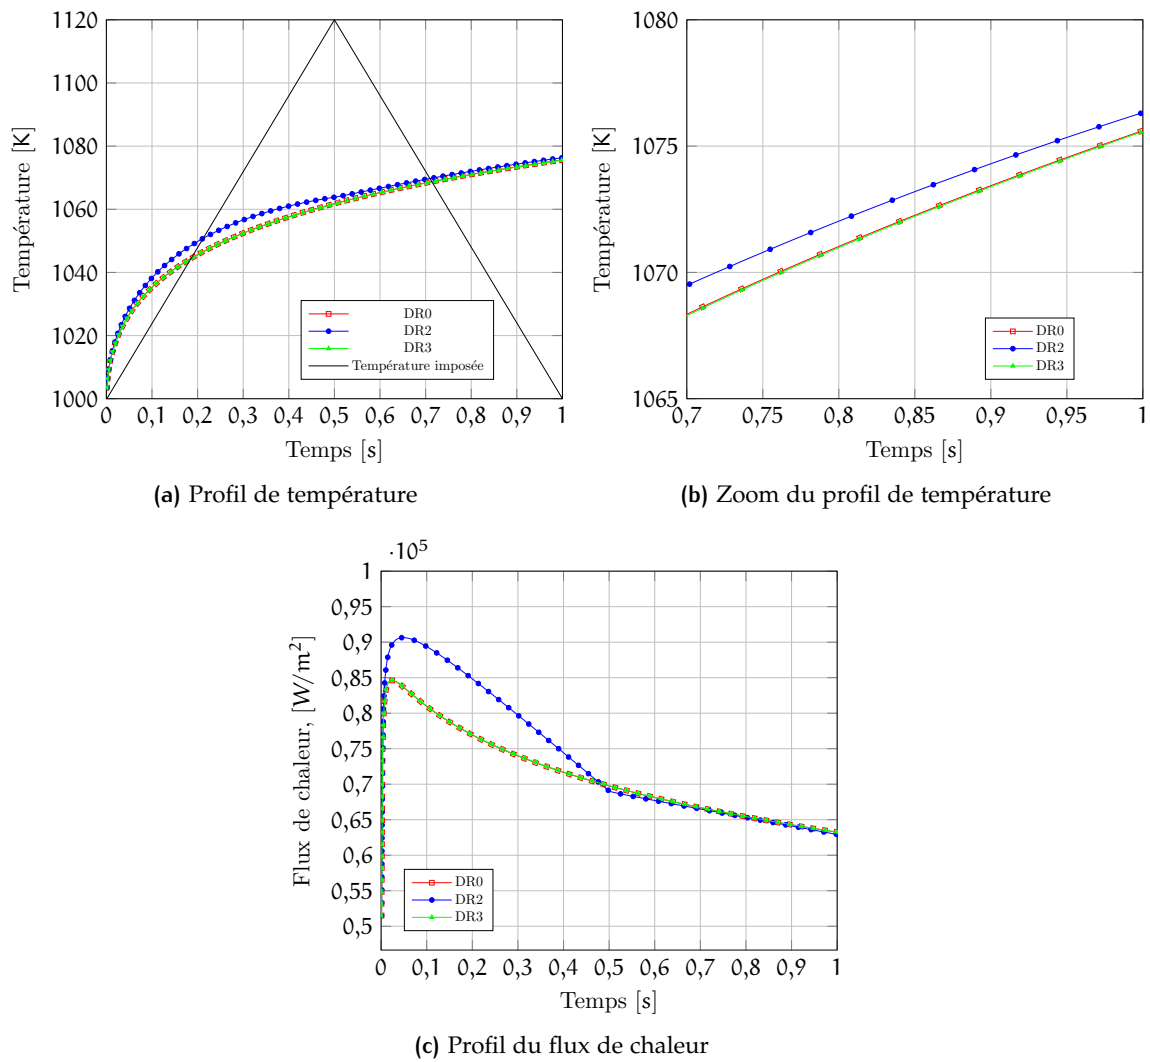 1120
1100
1080
1060
1040
1020
1000
0
0,1
0,2
0,3
0,4
0,5
0,6
0,7
0,8
0,9
1
Température [K]
Temps [s]
DR0
DR2
DR3
Température imposée
(a) Profil de température
1080
1075
1070
1065
0,7
0,75
0,8
0,85
0,9
0,95
1
Température [K]
Temps [s]
DR0
DR2
DR3
(b) Zoom du profil de température
·10⁵
1
0,95
0,9
0,85
0,8
0,75
0,7
0,65
0,6
0,55
0,5
0
0,1
0,2
0,3
0,4
0,5
0,6
0,7
0,8
0,9
1
Flux de chaleur, [W/m²]
Temps [s]
DR0
DR2
DR3
(c) Profil du flux de chaleur